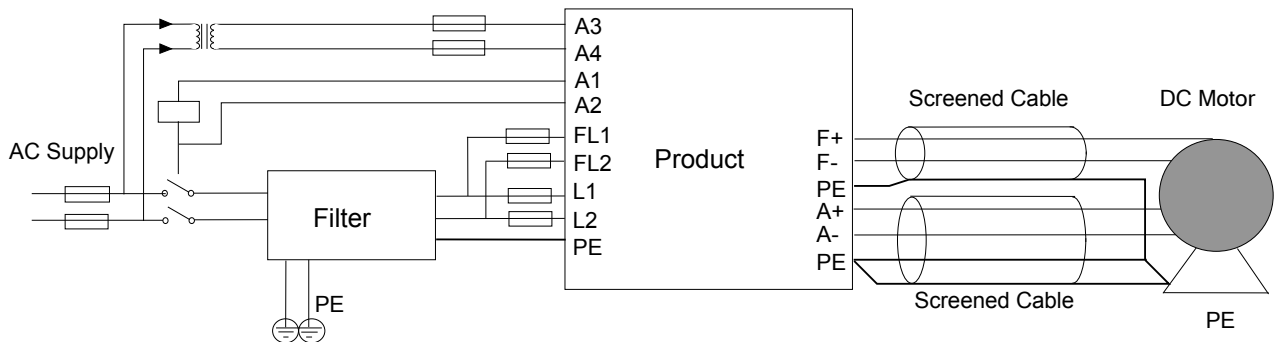 A3
A4
A1
A2
Screened Cable
DC Motor
FL1
F+
AC Supply
FL2
Product
F-
L1
PE
Filter
L2
A+
PE
A-
PE
PE
Screened Cable
PE